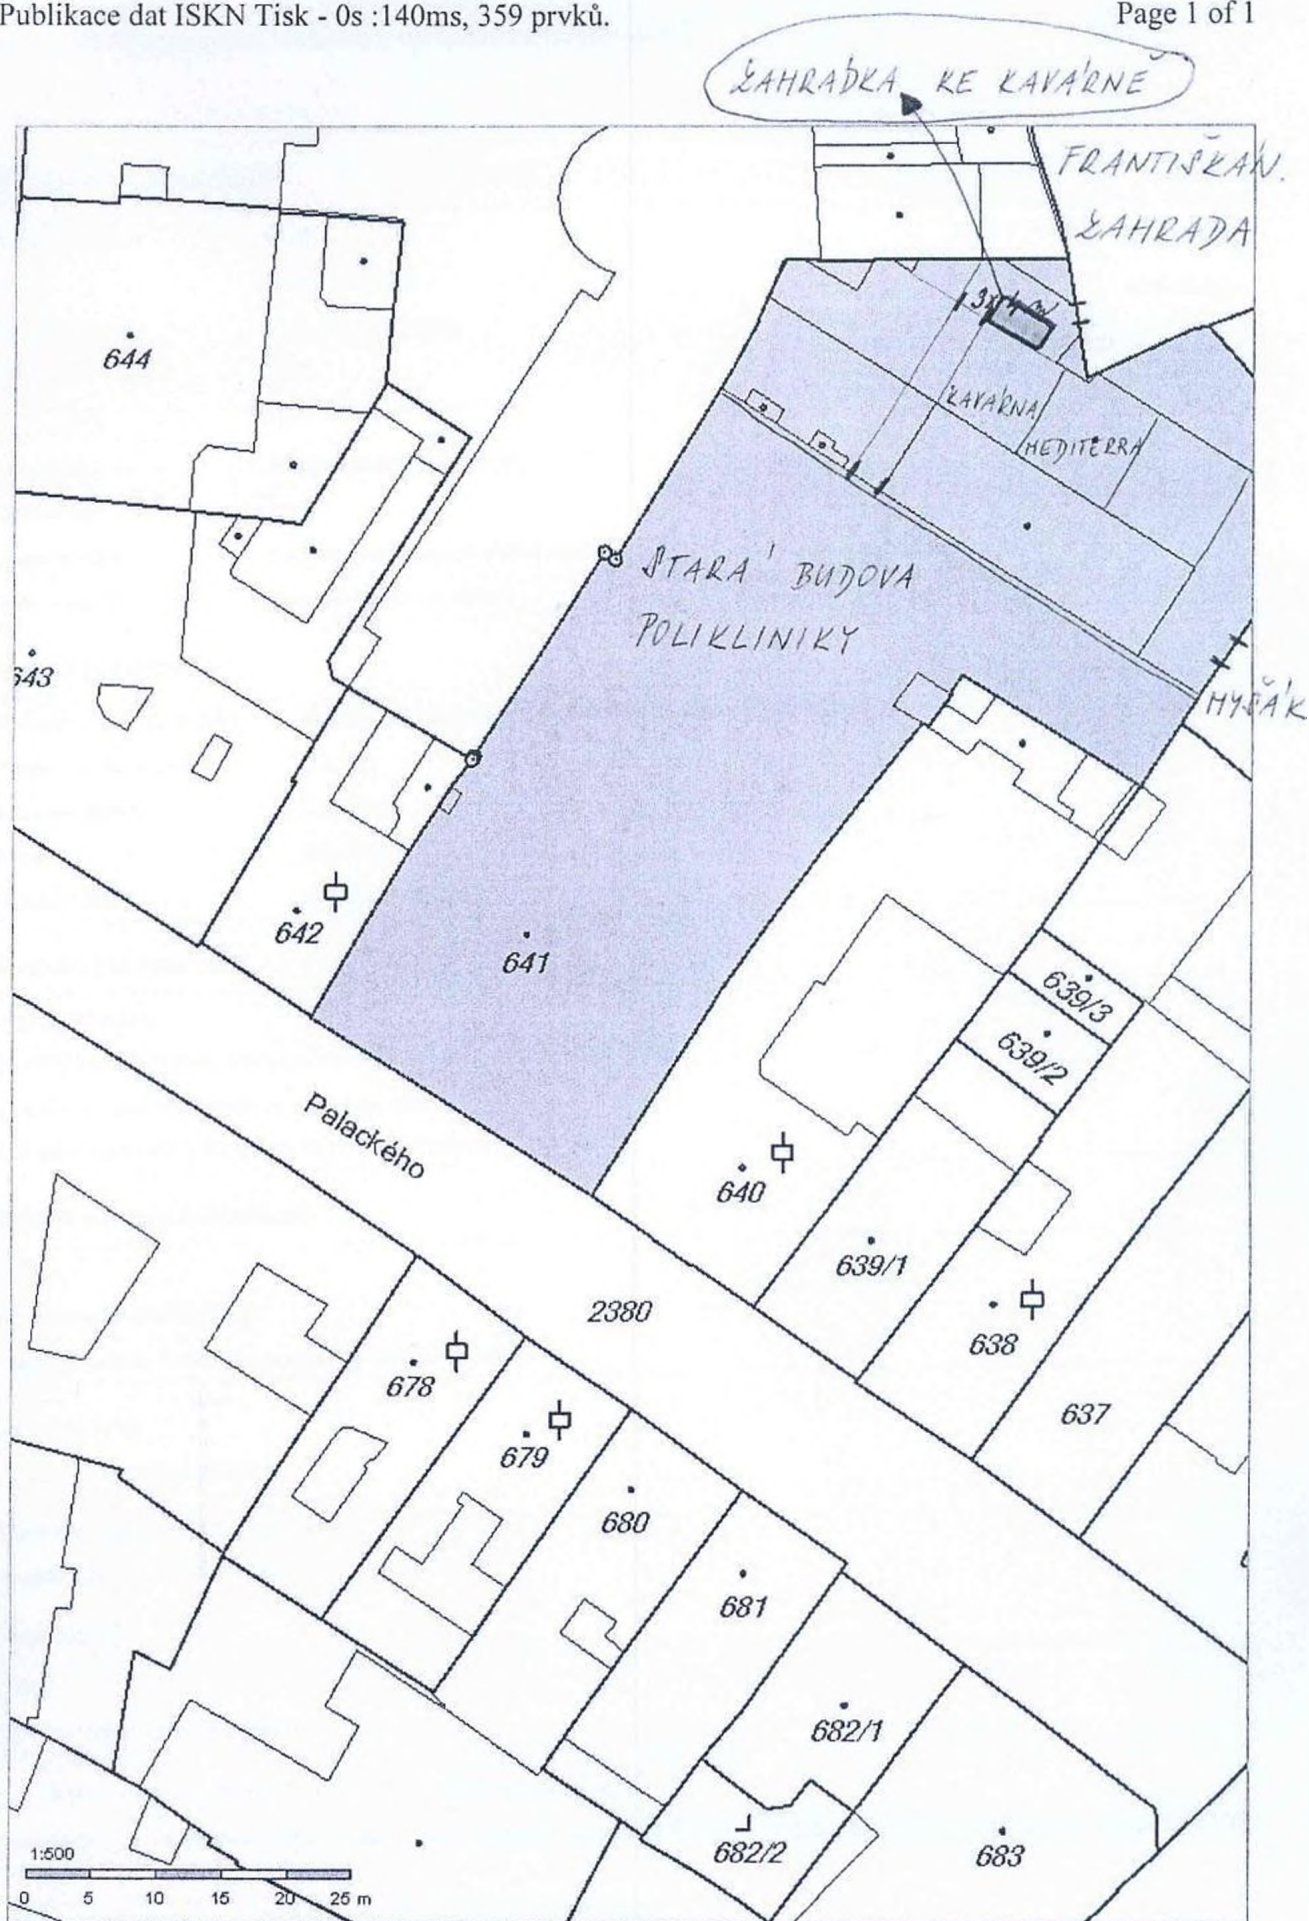 Publikace dat ISKN Tisk - 0s :140ms, 359 prvků.
Page 1 of 1
ZAHRÁDKA KE KAVÁRNĚ
FRANTIŠKÁN.
ZAHRADA
3x4 m
644
KAVÁRNA
MEDITERRA
STARÁ BUDOVA
POLIKLINIKY
643
MYŠÁK
642
641
639/3
639/2
Palackého
640
639/1
2380
638
678
637
679
680
681
682/1
682/2
683
1:500
0 5 10 15 20 25 m